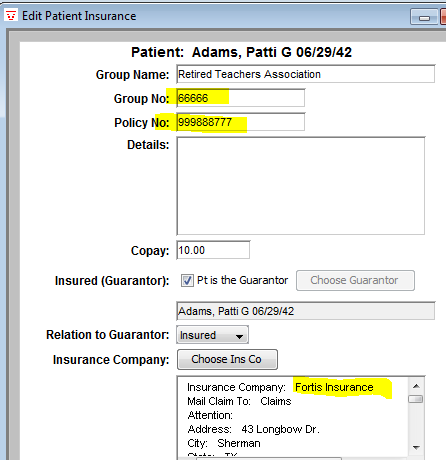 Edit Patient Insurance
Patient: Adams, Patti G 06/29/42
Group Name: Retired Teachers Association
Group No: 66666
Policy No: 999888777
Details:
Copay: 10.00
Insured (Guarantor): Pt is the Guarantor Choose Guarantor
Adams, Patti G 06/29/42
Relation to Guarantor: Insured
Insurance Company: Choose Ins Co
Insurance Company: Fortis Insurance
Mail Claim To: Claims
Attention:
Address: 43 Longbow Dr.
City: Sherman
State: TX